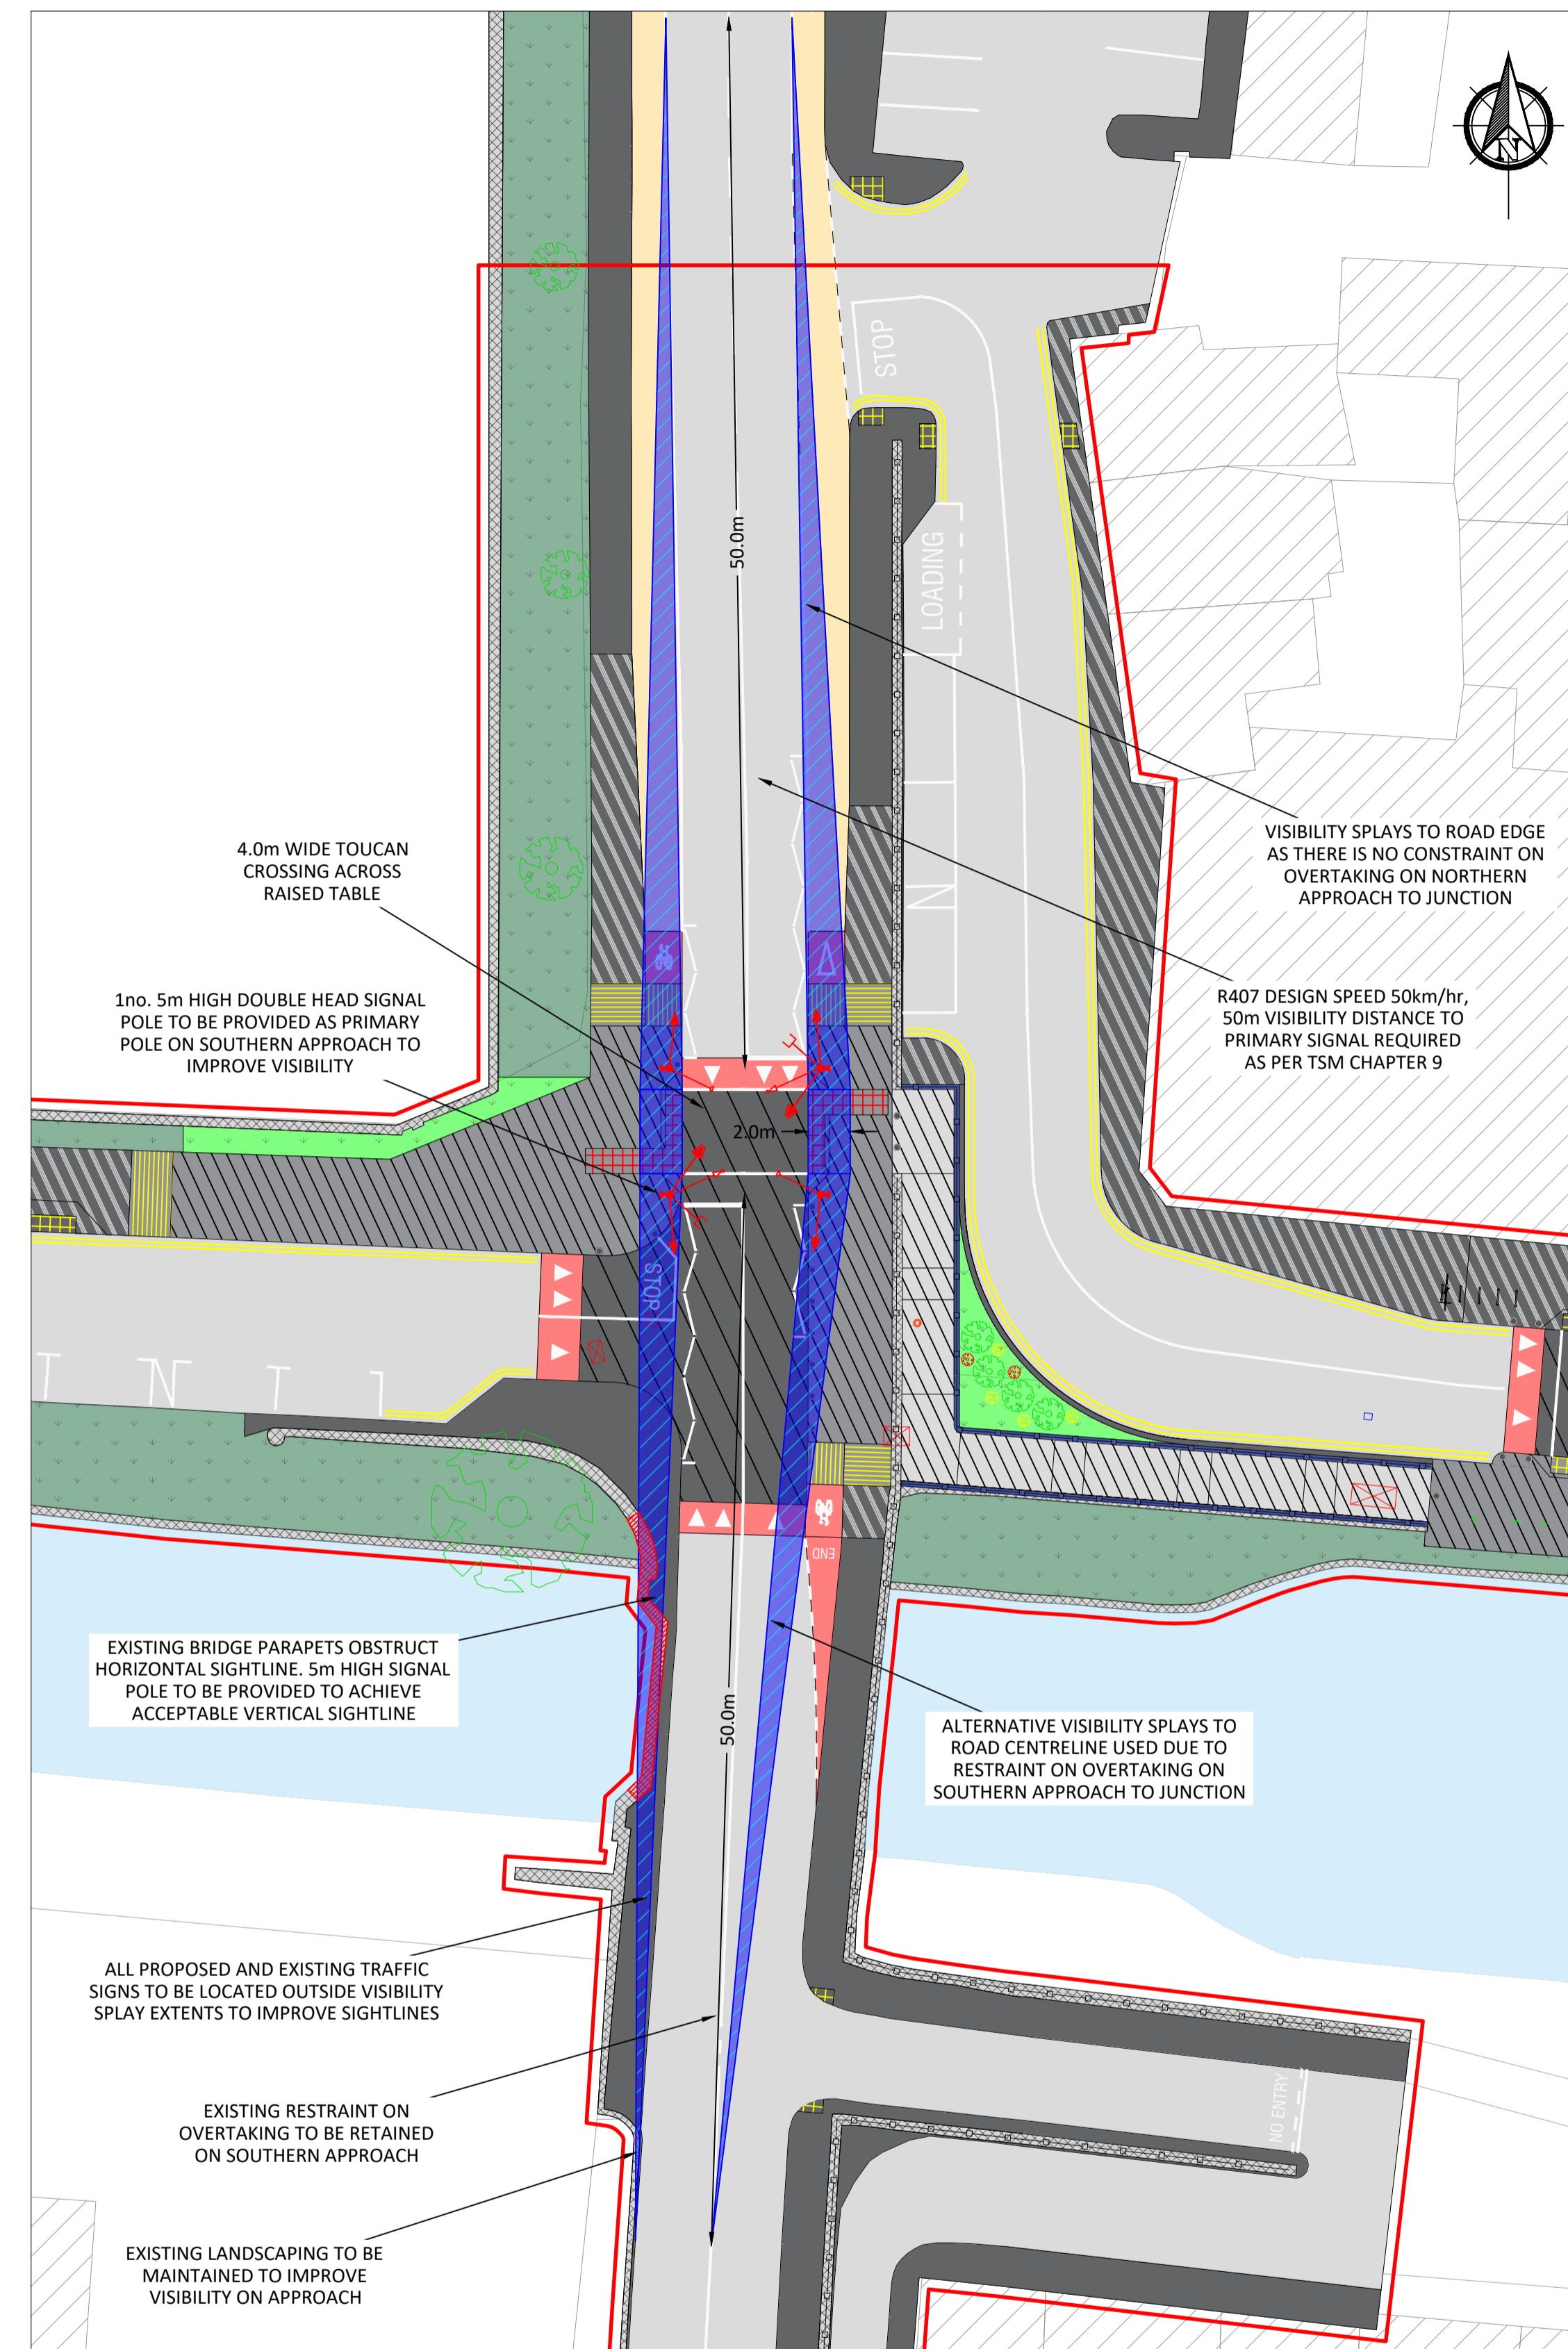 N
STOP
50.0m
LOADING
4.0m WIDE TOUCAN
CROSSING ACROSS
RAISED TABLE
VISIBILITY SPLAYS TO ROAD EDGE
AS THERE IS NO CONSTRAINT ON
OVERTAKING ON NORTHERN
APPROACH TO JUNCTION
1no. 5m HIGH DOUBLE HEAD SIGNAL
POLE TO BE PROVIDED AS PRIMARY
POLE ON SOUTHERN APPROACH TO
IMPROVE VISIBILITY
R407 DESIGN SPEED 50km/hr,
50m VISIBILITY DISTANCE TO
PRIMARY SIGNAL REQUIRED
AS PER TSM CHAPTER 9
2.0m
STOP
END
EXISTING BRIDGE PARAPETS OBSTRUCT
HORIZONTAL SIGHTLINE. 5m HIGH SIGNAL
POLE TO BE PROVIDED TO ACHIEVE
ACCEPTABLE VERTICAL SIGHTLINE
50.0m
ALTERNATIVE VISIBILITY SPLAYS TO
ROAD CENTRELINE USED DUE TO
RESTRAINT ON OVERTAKING ON
SOUTHERN APPROACH TO JUNCTION
ALL PROPOSED AND EXISTING TRAFFIC
SIGNS TO BE LOCATED OUTSIDE VISIBILITY
SPLAY EXTENTS TO IMPROVE SIGHTLINES
EXISTING RESTRAINT ON
OVERTAKING TO BE RETAINED
ON SOUTHERN APPROACH
NO ENTRY
EXISTING LANDSCAPING TO BE
MAINTAINED TO IMPROVE
VISIBILITY ON APPROACH